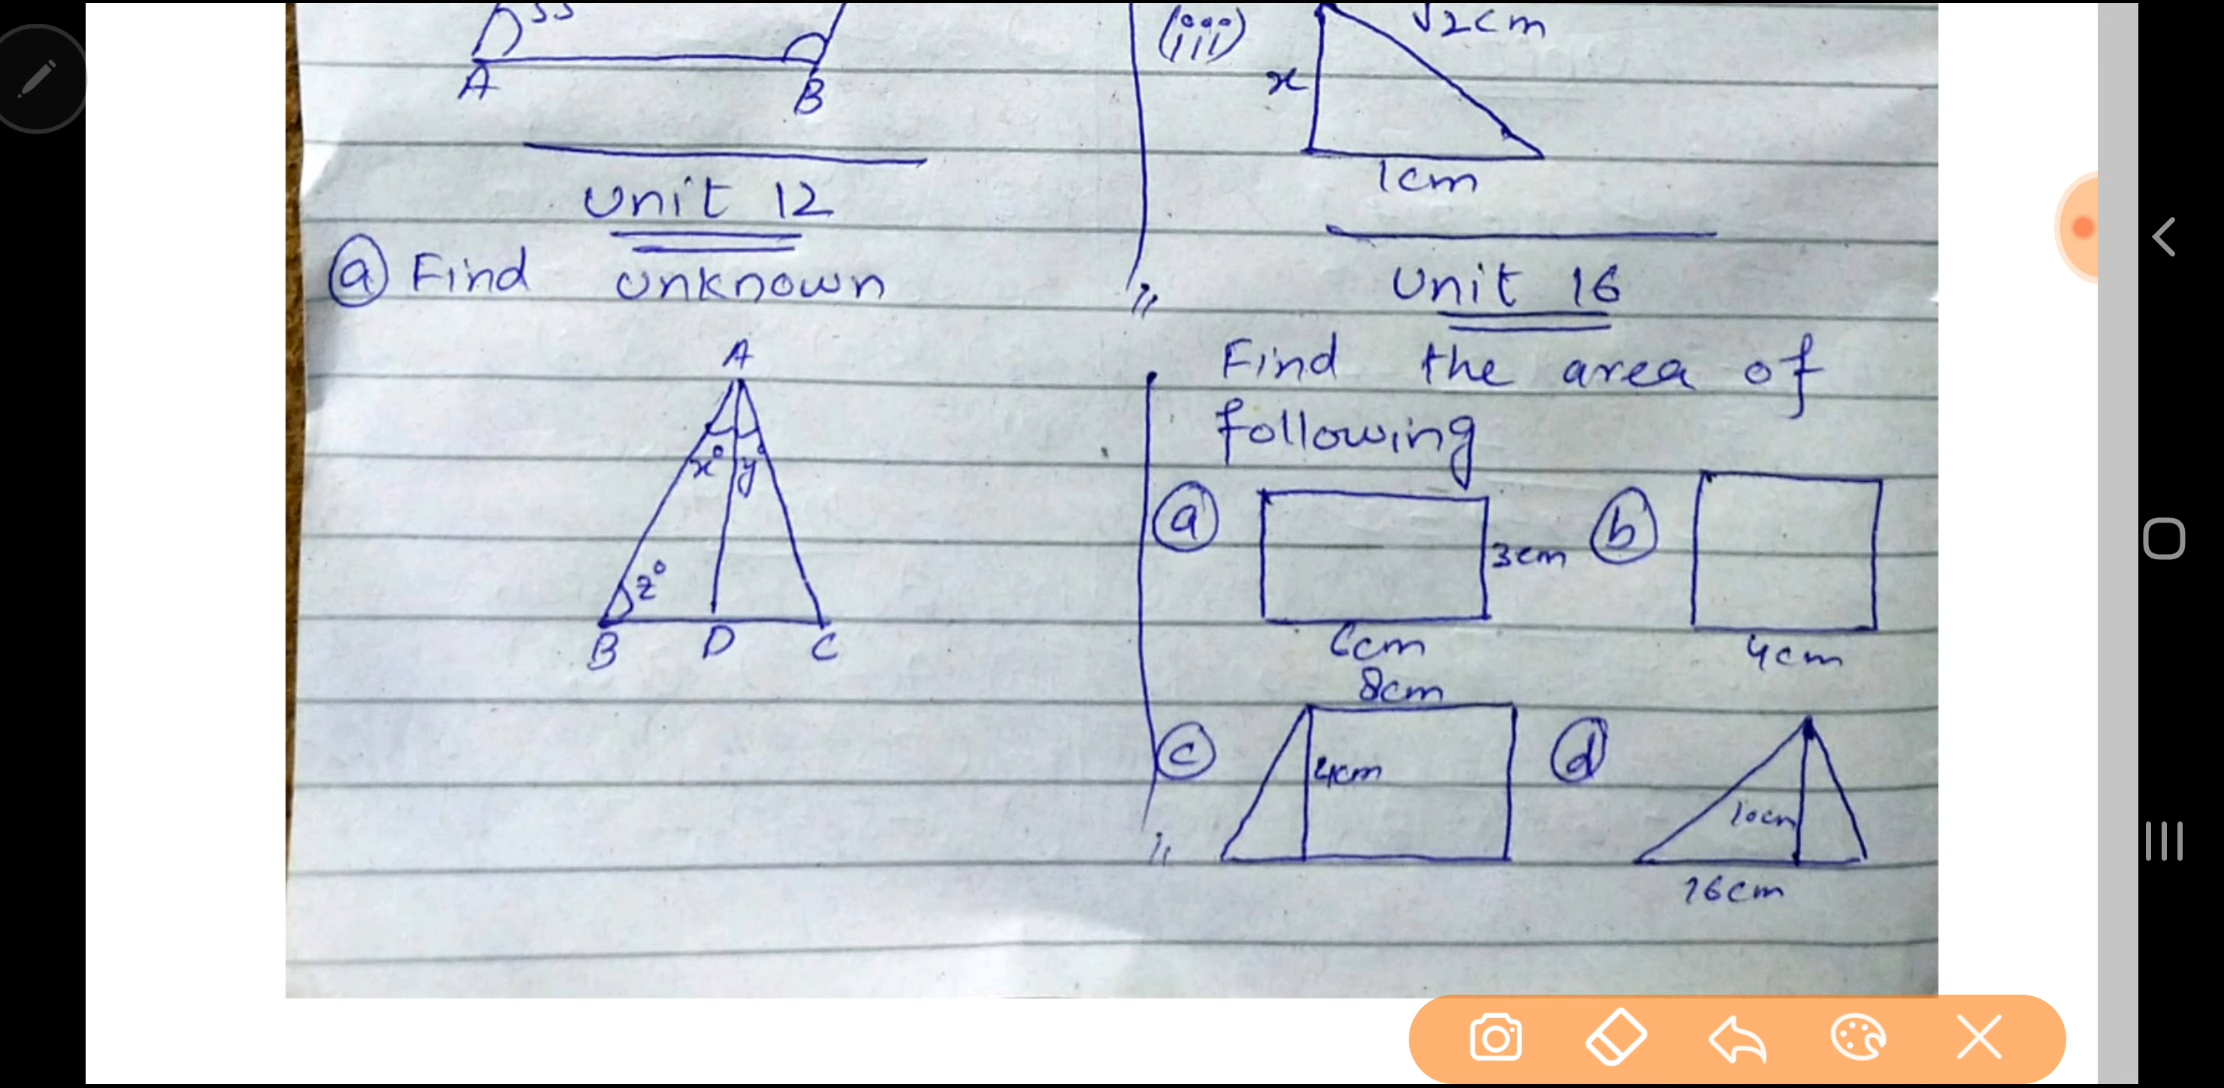 A
B
Unit 12
(a) Find unknown
A
x° y°
z°
B D C
(iii)
√2cm
x
1cm
Unit 16
Find the area of
following
(a)
3cm
6cm
(b)
4cm
(c)
8cm
4cm
(d)
10cm
16cm